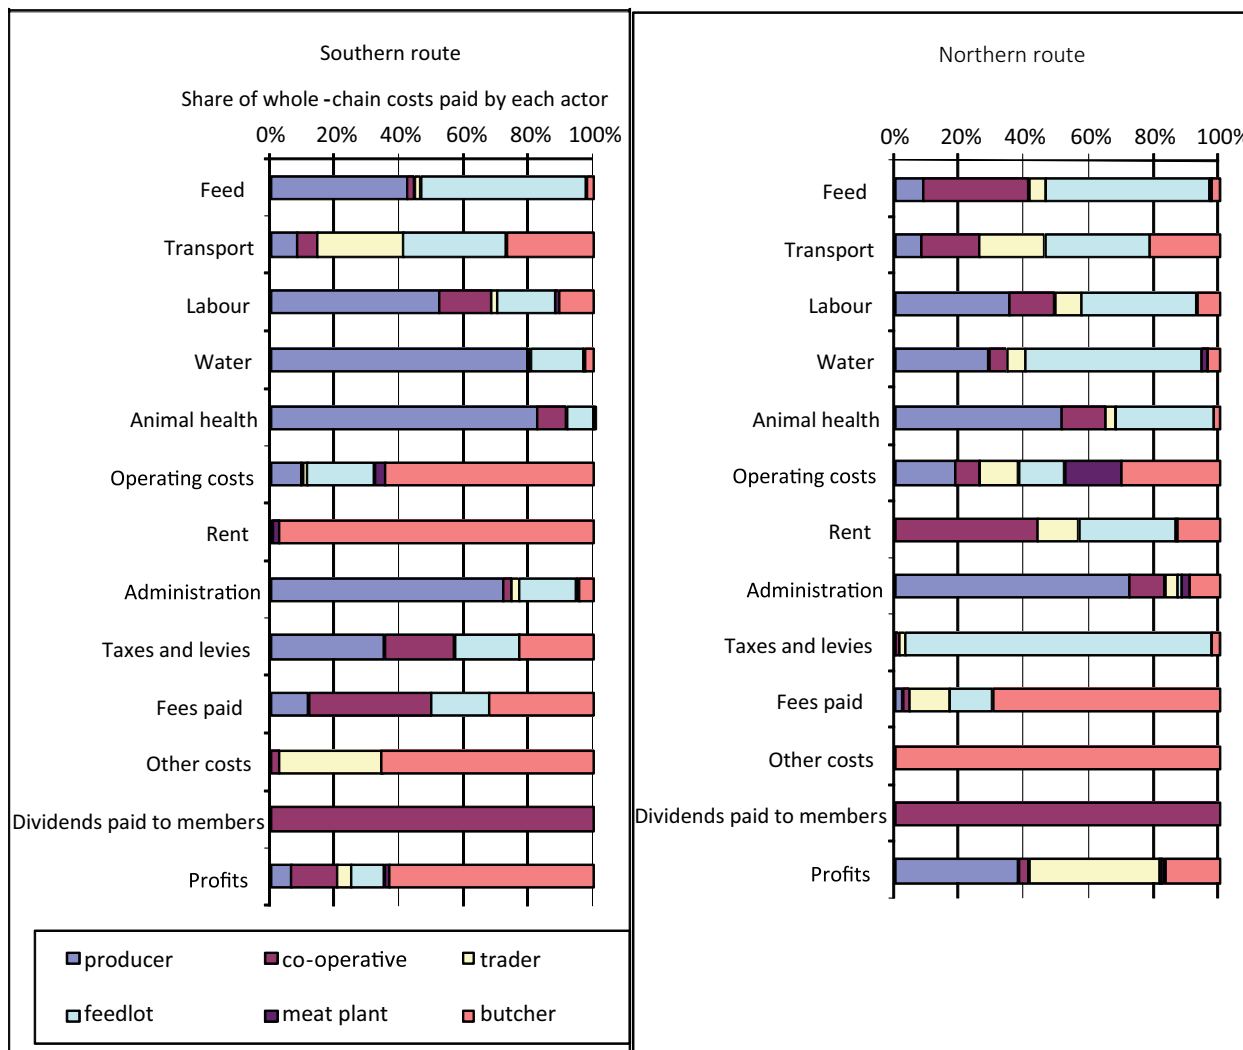 Southern route
Share of whole-chain costs paid by each actor
0% 20% 40% 60% 80% 100%
Feed
Transport
Labour
Water
Animal health
Operating costs
Rent
Administration
Taxes and levies
Fees paid
Other costs
Dividends paid to members
Profits
producer co-operative trader
feedlot meat plant butcher
Northern route
0% 20% 40% 60% 80% 100%
Feed
Transport
Labour
Water
Animal health
Operating costs
Rent
Administration
Taxes and levies
Fees paid
Other costs
Dividends paid to members
Profits